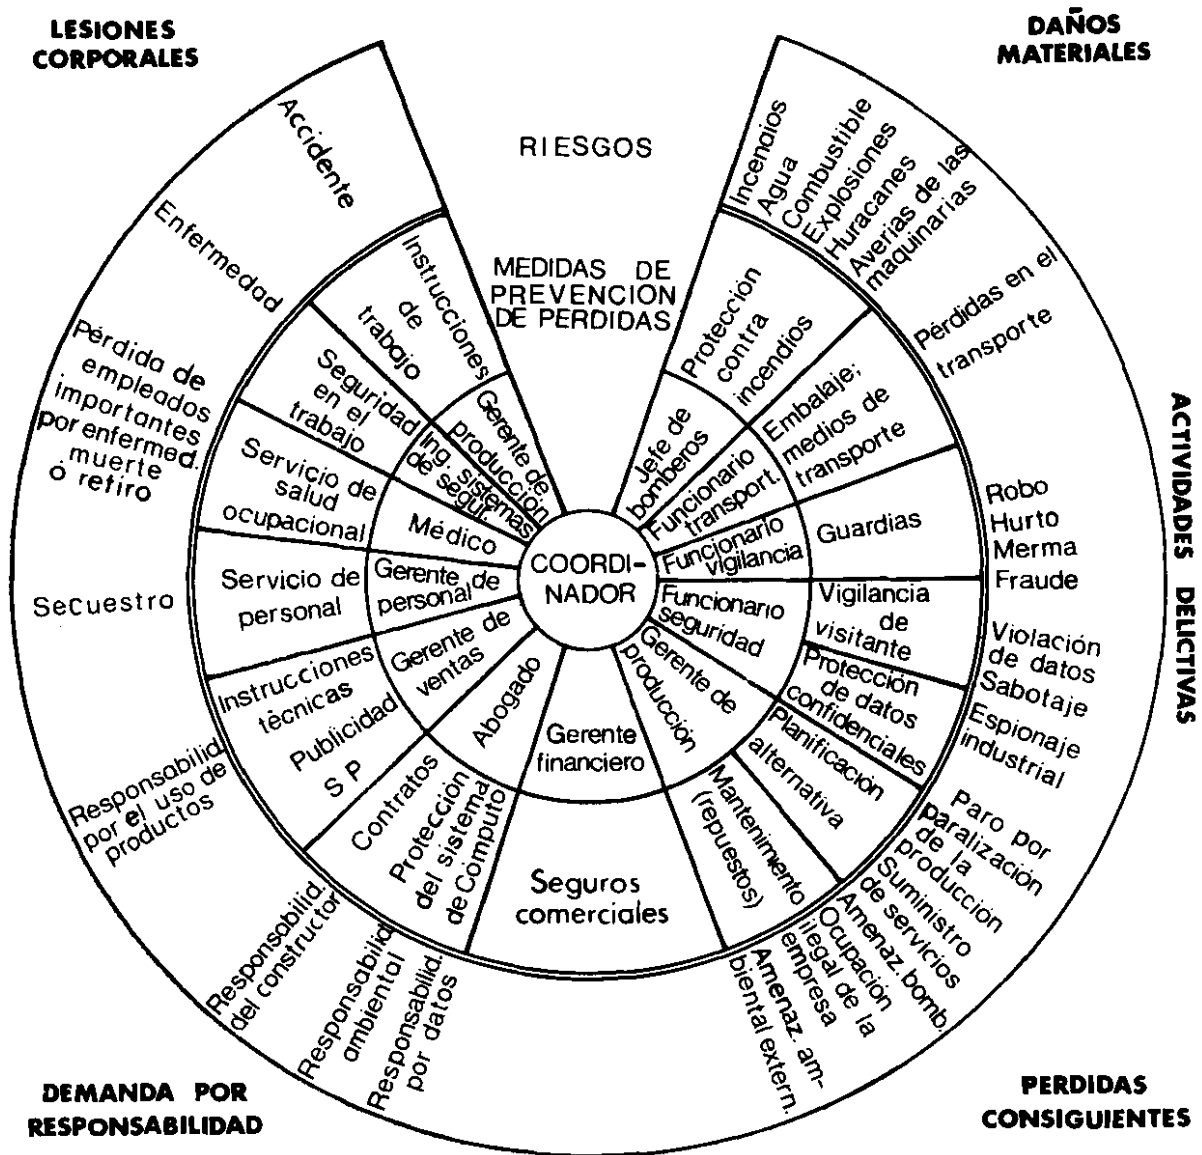 LESIONES
CORPORALES
DAÑOS
MATERIALES
RIESGOS
MEDIDAS DE
PREVENCION
DE PERDIDAS
Accidente
Enfermedad
Pérdida de
empleados
importantes
por enfermed.
muerte
ó retiro
Secuestro
Responsabilid.
por el uso de
productos
Responsabilid.
del constructor
Responsabilid.
ambiental
Responsabilid.
por datos
Incendios
Agua
Combustible
Explosiones
Huracanes
Averias de las
maquinarias
Pérdidas en el
transporte
Robo
Hurto
Merma
Fraude
Violación
de datos
Sabotaje
Espionaje
industrial
Paro por
paralización
de la
producción
Suministro
de servicios
Amenaz. bomb.
Ocupación
ilegal de la
empresa
Amenaz. am-
biental extern.
Instrucciones
de
trabajo
Seguridad
en el
trabajo
Servicio de
salud
ocupacional
Servicio de
personal
Instrucciones
técnicas
Publicidad
S P
Contratos
Protección
del sistema
de Cómputo
Seguros
comerciales
Mantenimiento
(repuestos)
Planificación
alternativa
Protección
de datos
confidenciales
Vigilancia
de
visitante
Guardias
Embalaje;
medios de
transporte
Protección
contra
incendios
Gerente de
producción
Ing. sistemas
de segur.
Médico
Gerente de
personal
Gerente de
ventas
Abogado
Gerente
financiero
Gerente de
producción
Funcionario
seguridad
Funcionario
vigilancia
Funcionario
transport.
Jefe de
bomberos
COORDI-
NADOR
ACTIVIDADES DELICTIVAS
DEMANDA POR
RESPONSABILIDAD
PERDIDAS
CONSIGUIENTES